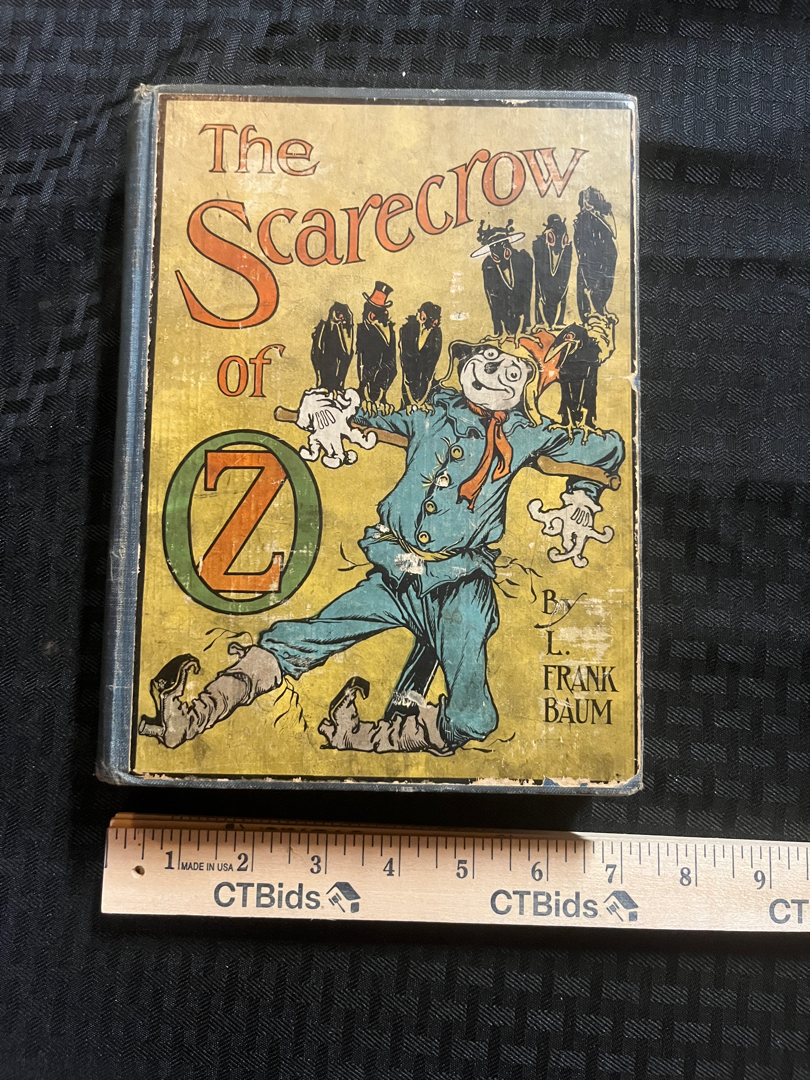 The
Scarecrow
of
OZ
By
L.
FRANK
BAUM
1 MADE IN USA 2 3 4 5 6 7 8 9
CTBids CTBids CT